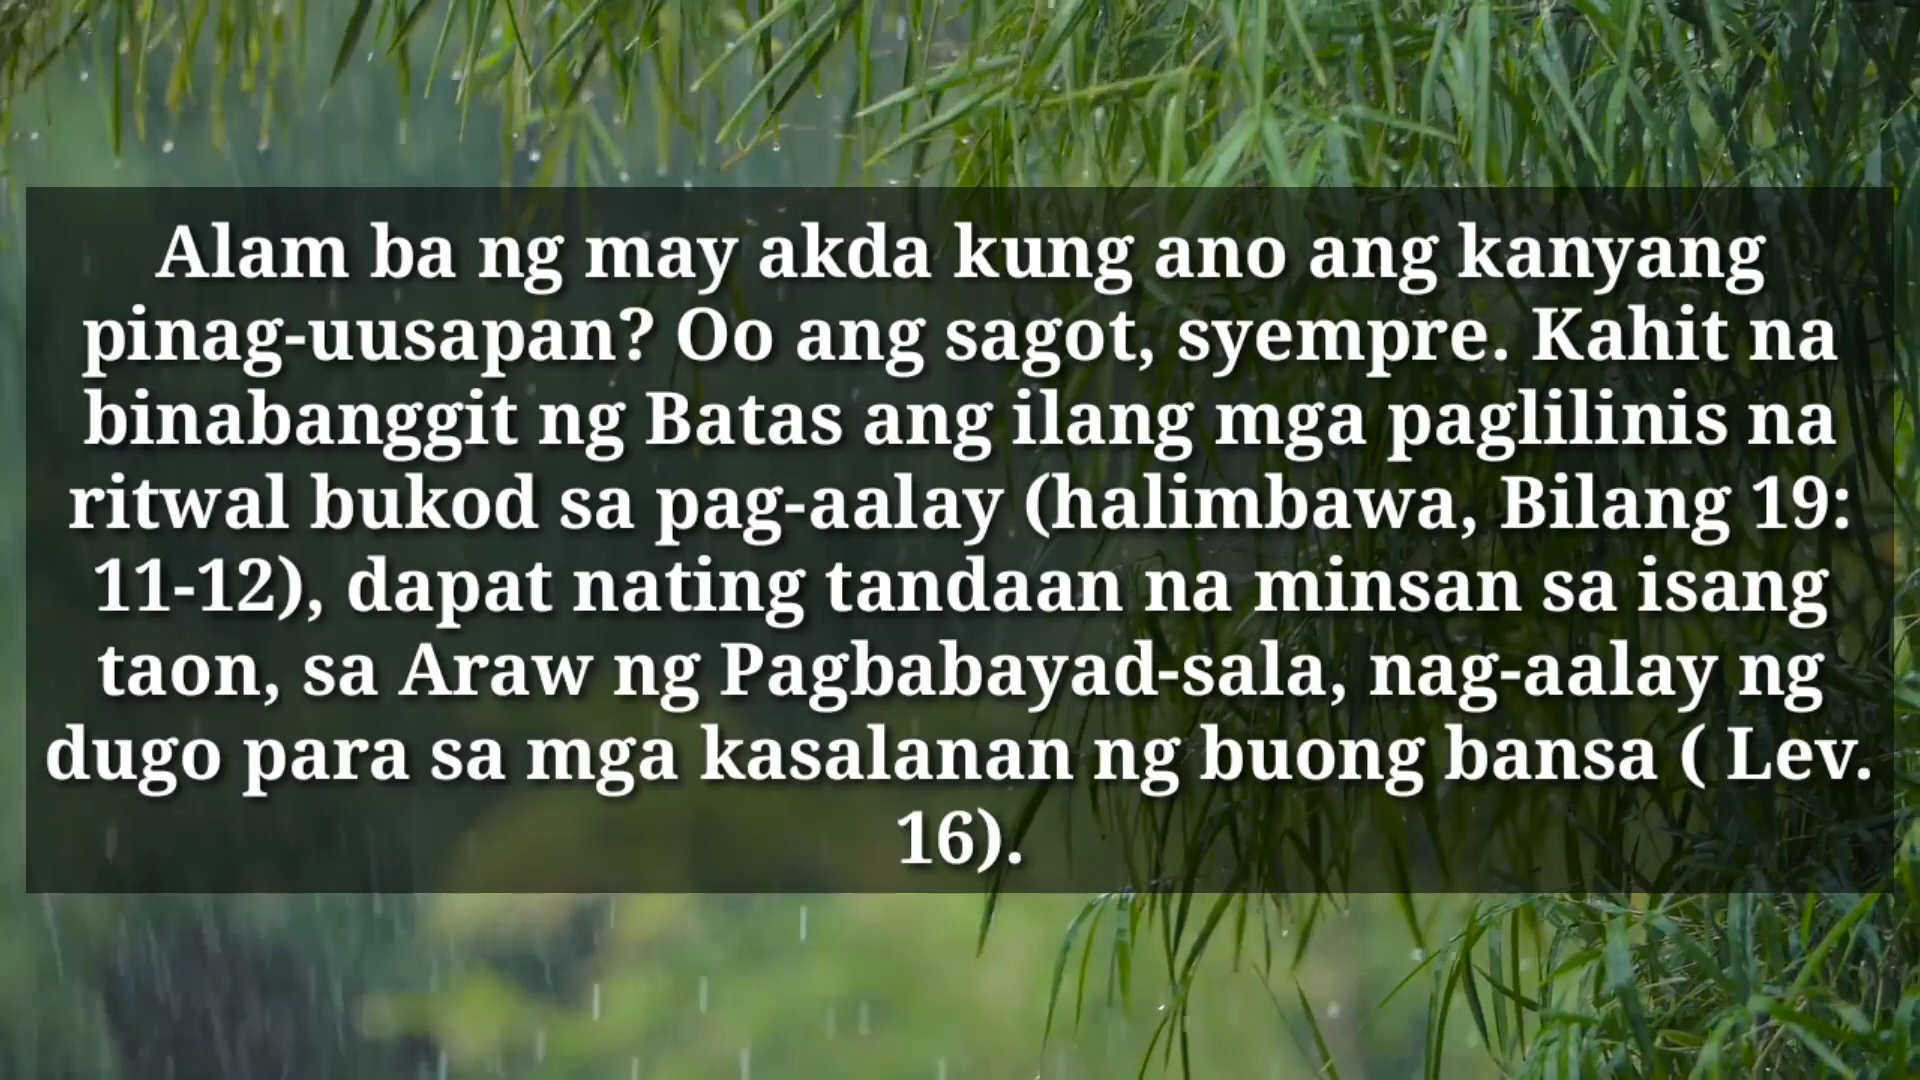 Alam ba ng may akda kung ano ang kanyang
pinag-uusapan? Oo ang sagot, syempre. Kahit na
binabanggit ng Batas ang ilang mga paglilinis na
ritwal bukod sa pag-aalay (halimbawa, Bilang 19:
11-12), dapat nating tandaan na minsan sa isang
taon, sa Araw ng Pagbabayad-sala, nag-aalay ng
dugo para sa mga kasalanan ng buong bansa ( Lev.
16).